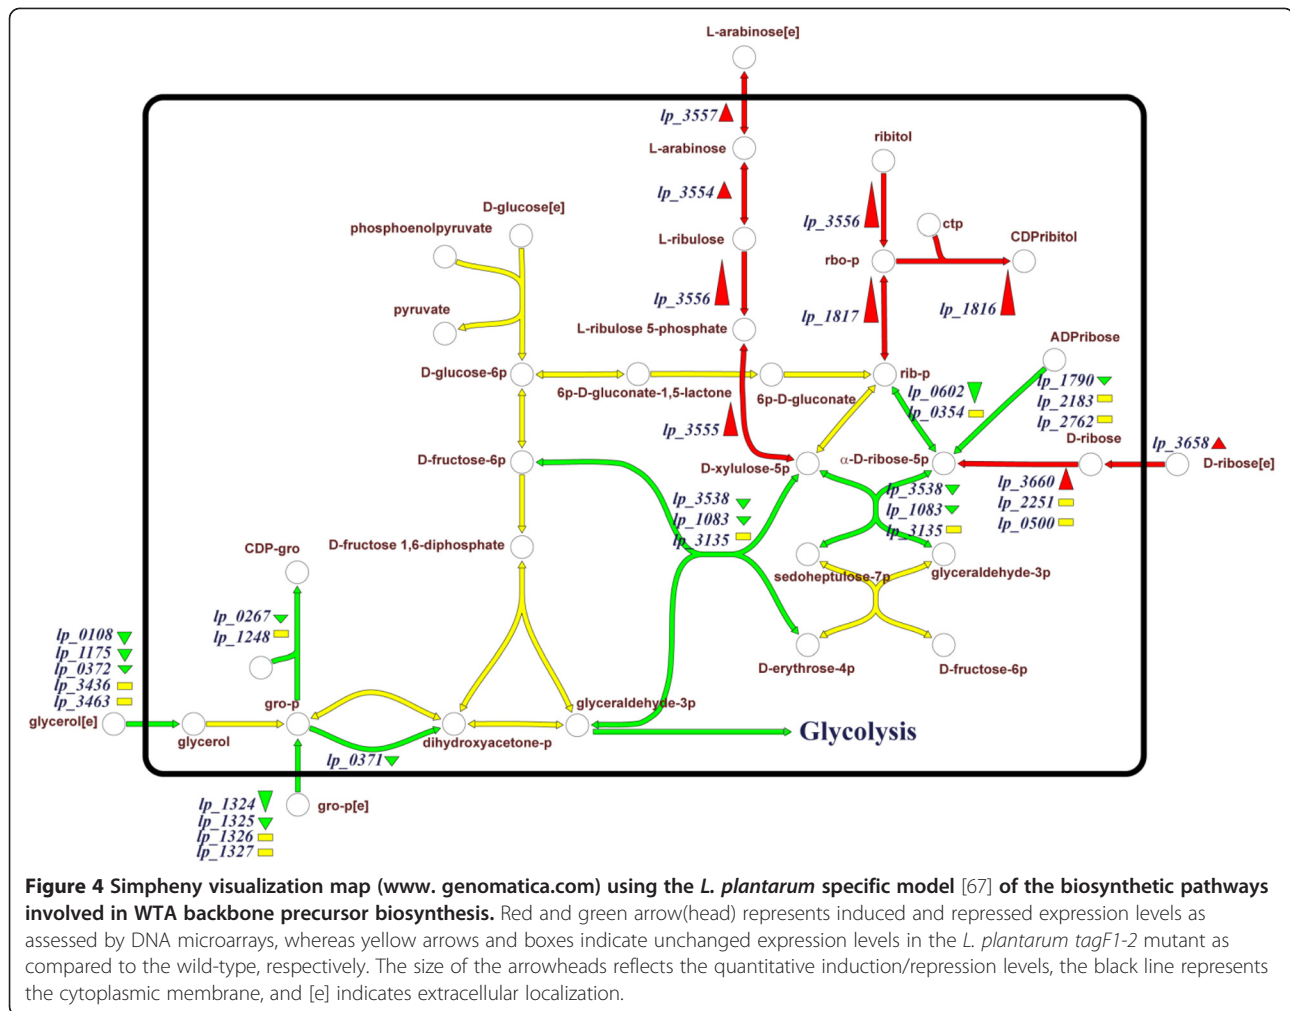 L-arabinose[e]
lp_3557
L-arabinose
ribitol
lp_3554
D-glucose[e]
phosphoenolpyruvate
lp_3556
ctp
CDPribitol
L-ribulose
rbo-p
lp_3556
lp_1817
lp_1816
pyruvate
L-ribulose 5-phosphate
ADPribose
D-glucose-6p
6p-D-gluconate-1,5-lactone
6p-D-gluconate
rib-p
lp_0602
lp_0354
lp_1790
lp_2183
lp_2762
lp_3555
D-ribose
lp_3658
D-fructose-6p
D-xylulose-5p
α-D-ribose-5p
D-ribose[e]
lp_3538
lp_1083
lp_3135
lp_3538
lp_1083
lp_3135
lp_3660
lp_2251
lp_0500
D-fructose 1,6-diphosphate
CDP-gro
sedoheptulose-7p
glyceraldehyde-3p
lp_0267
lp_1248
lp_0108
lp_1175
lp_0372
lp_3436
lp_3463
D-erythrose-4p
D-fructose-6p
gro-p
glyceraldehyde-3p
glycerol[e]
glycerol
dihydroxyacetone-p
Glycolysis
lp_0371
lp_1324
lp_1325
lp_1326
lp_1327
gro-p[e]
Figure 4 Simpheny visualization map (www. genomatica.com) using the L. plantarum specific model [67] of the biosynthetic pathways
involved in WTA backbone precursor biosynthesis. Red and green arrow(head) represents induced and repressed expression levels as
assessed by DNA microarrays, whereas yellow arrows and boxes indicate unchanged expression levels in the L. plantarum tagF1-2 mutant as
compared to the wild-type, respectively. The size of the arrowheads reflects the quantitative induction/repression levels, the black line represents
the cytoplasmic membrane, and [e] indicates extracellular localization.